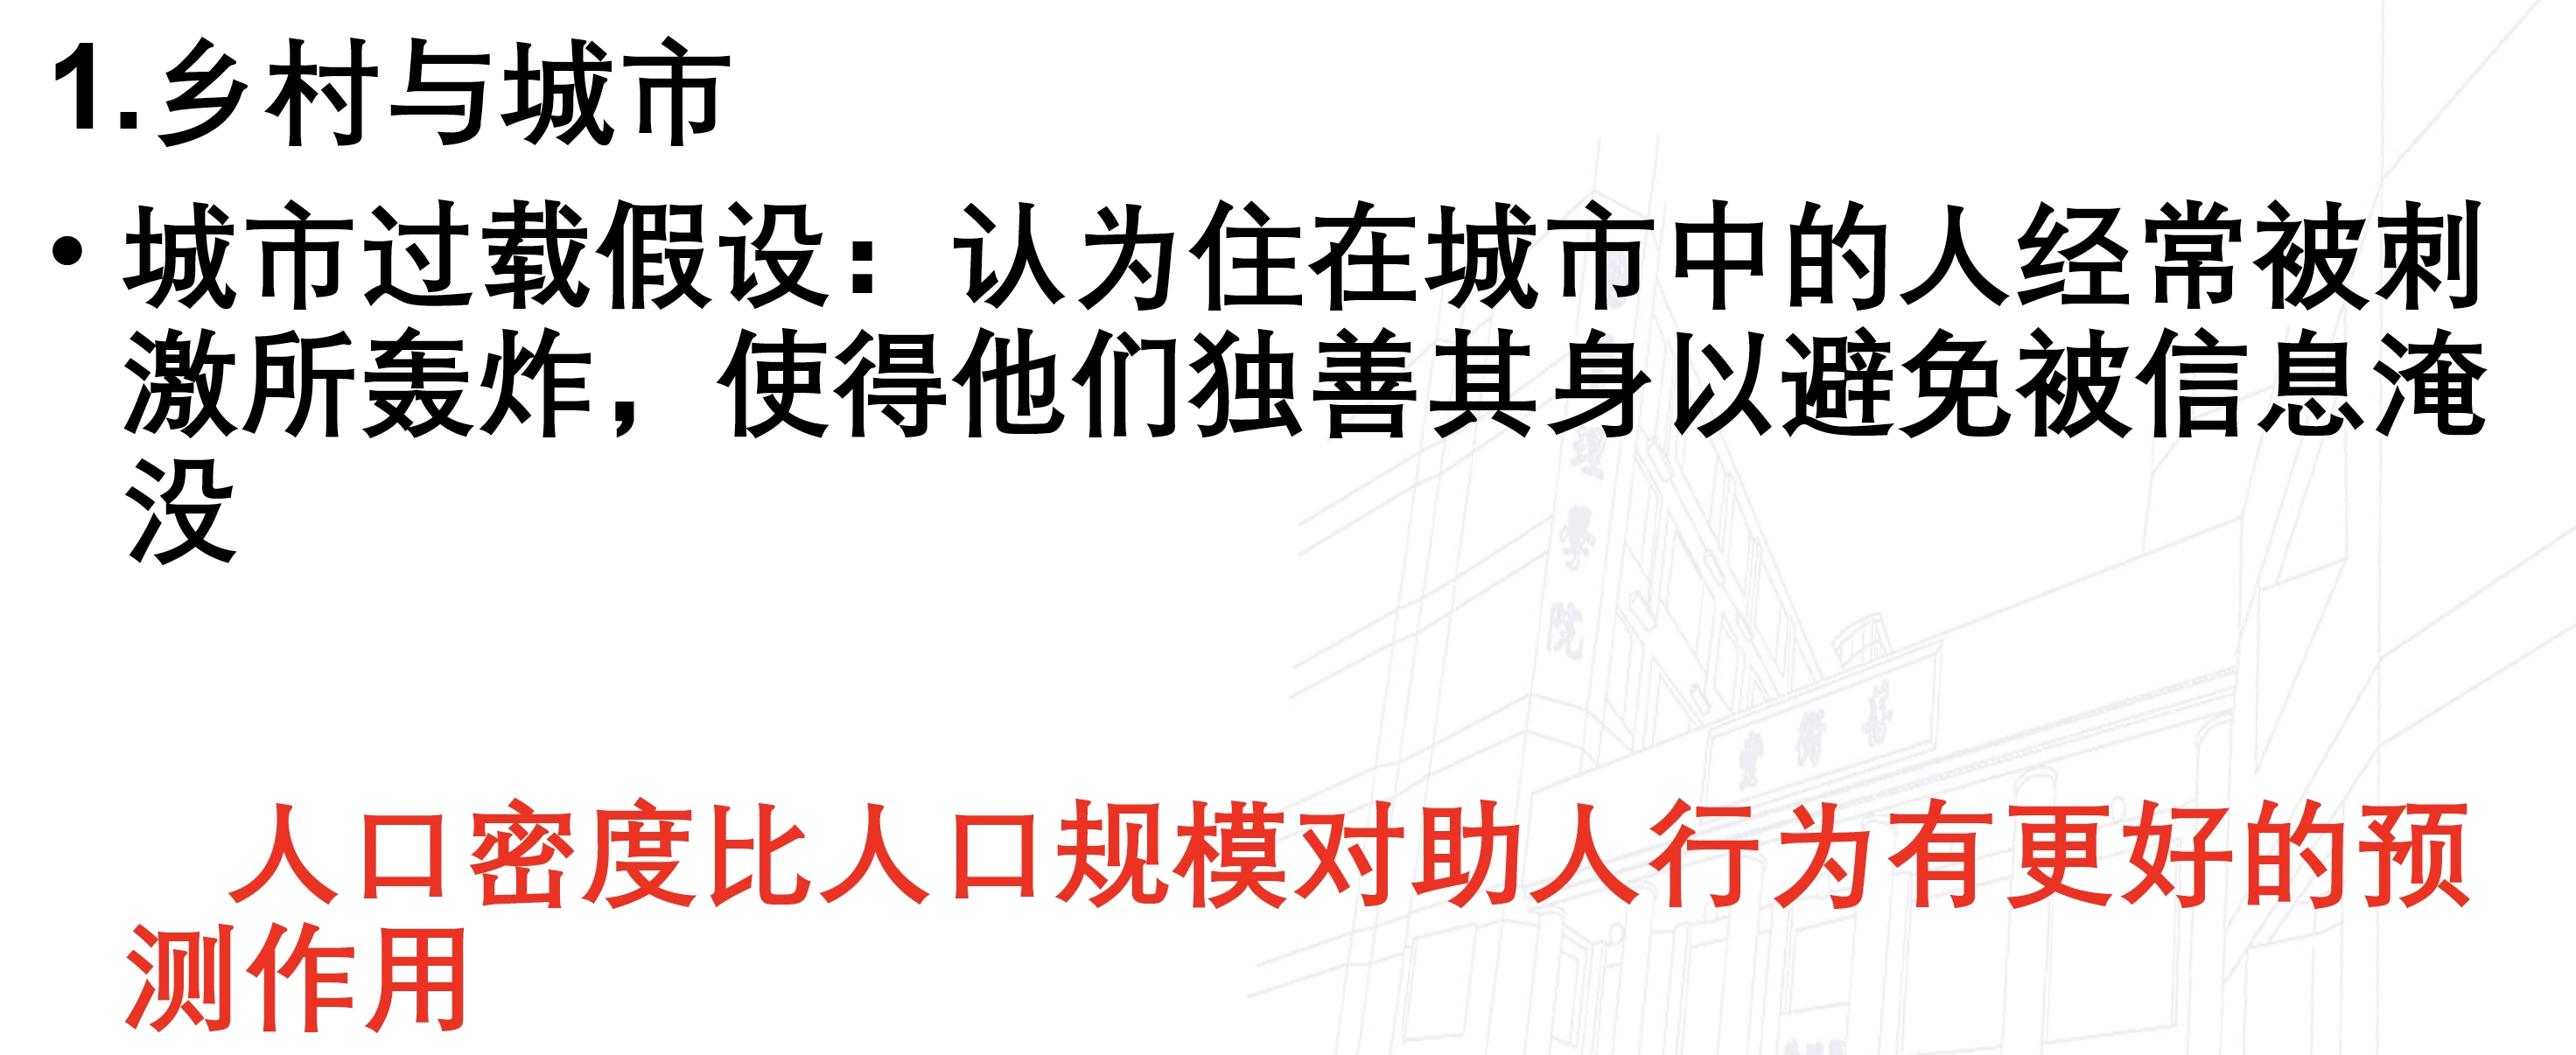 1.乡村与城市
• 城市过载假设：认为住在城市中的人经常被刺
激所轰炸，使得他们独善其身以避免被信息淹
没
人口密度比人口规模对助人行为有更好的预
测作用
理
学
院